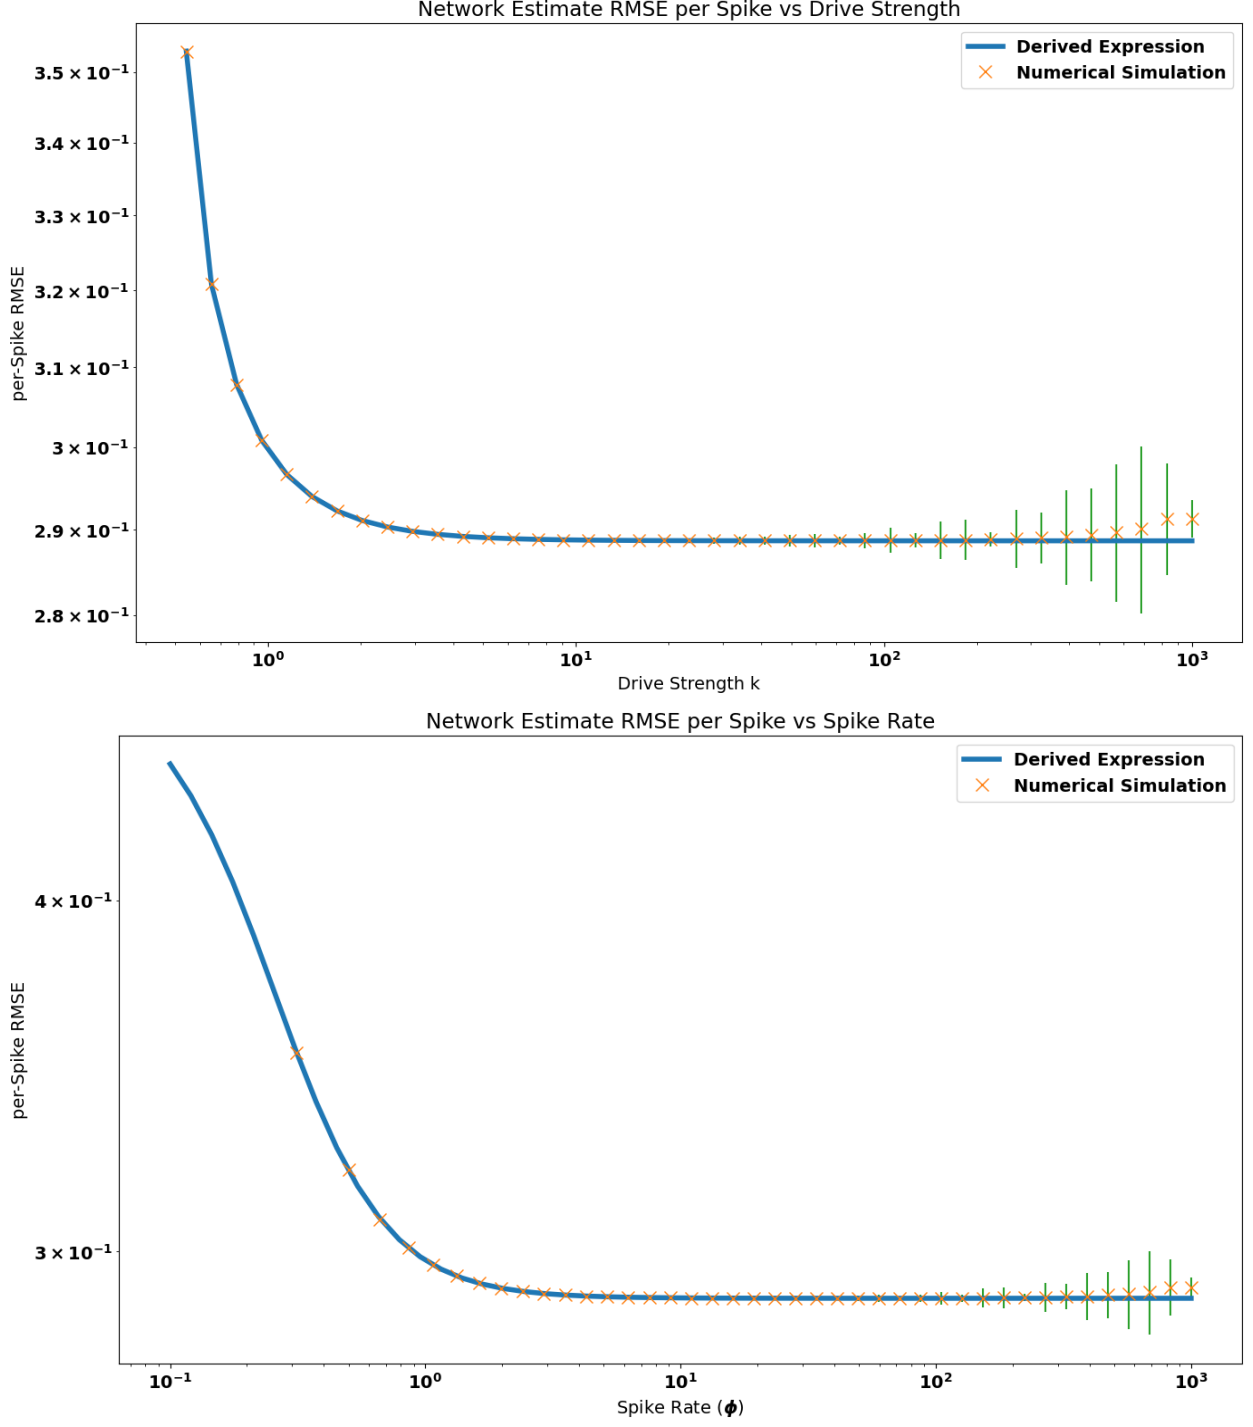 Network Estimate RMSE per Spike vs Drive Strength
Derived Expression
Numerical Simulation
3.5 × 10⁻¹
3.4 × 10⁻¹
3.3 × 10⁻¹
3.2 × 10⁻¹
3.1 × 10⁻¹
3 × 10⁻¹
2.9 × 10⁻¹
2.8 × 10⁻¹
per-Spike RMSE
10⁰ 10¹ 10² 10³
Drive Strength k
Network Estimate RMSE per Spike vs Spike Rate
Derived Expression
Numerical Simulation
4 × 10⁻¹
3 × 10⁻¹
per-Spike RMSE
10⁻¹ 10⁰ 10¹ 10² 10³
Spike Rate (ϕ)